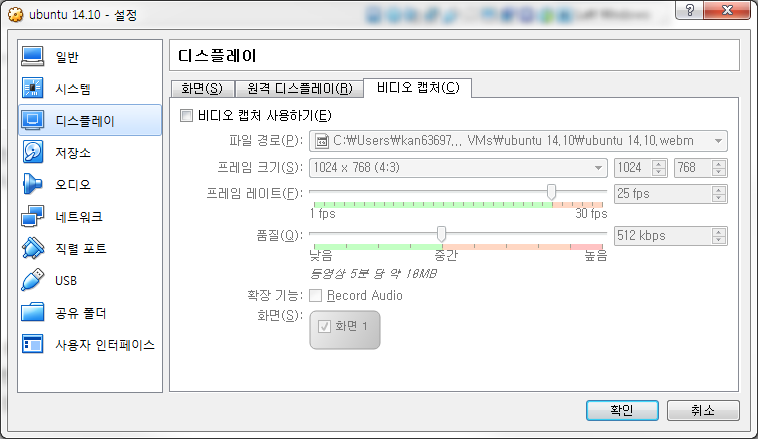 ubuntu 14.10 - 설정
일반
시스템
디스플레이
저장소
오디오
네트워크
직렬 포트
USB
공유 폴더
사용자 인터페이스
디스플레이
화면(S) 원격 디스플레이(R) 비디오 캡처(C)
비디오 캡처 사용하기(E)
파일 경로(P): C:₩Users₩kan63697... VMs₩ubuntu 14.10₩ubuntu 14.10.webm
프레임 크기(S): 1024 x 768 (4:3) 1024 768
프레임 레이트(F): 25 fps
1 fps 30 fps
품질(Q): 512 kbps
낮음 중간 높음
동영상 5분 당 약 18MB
확장 기능: Record Audio
화면(S): 화면 1
확인 취소